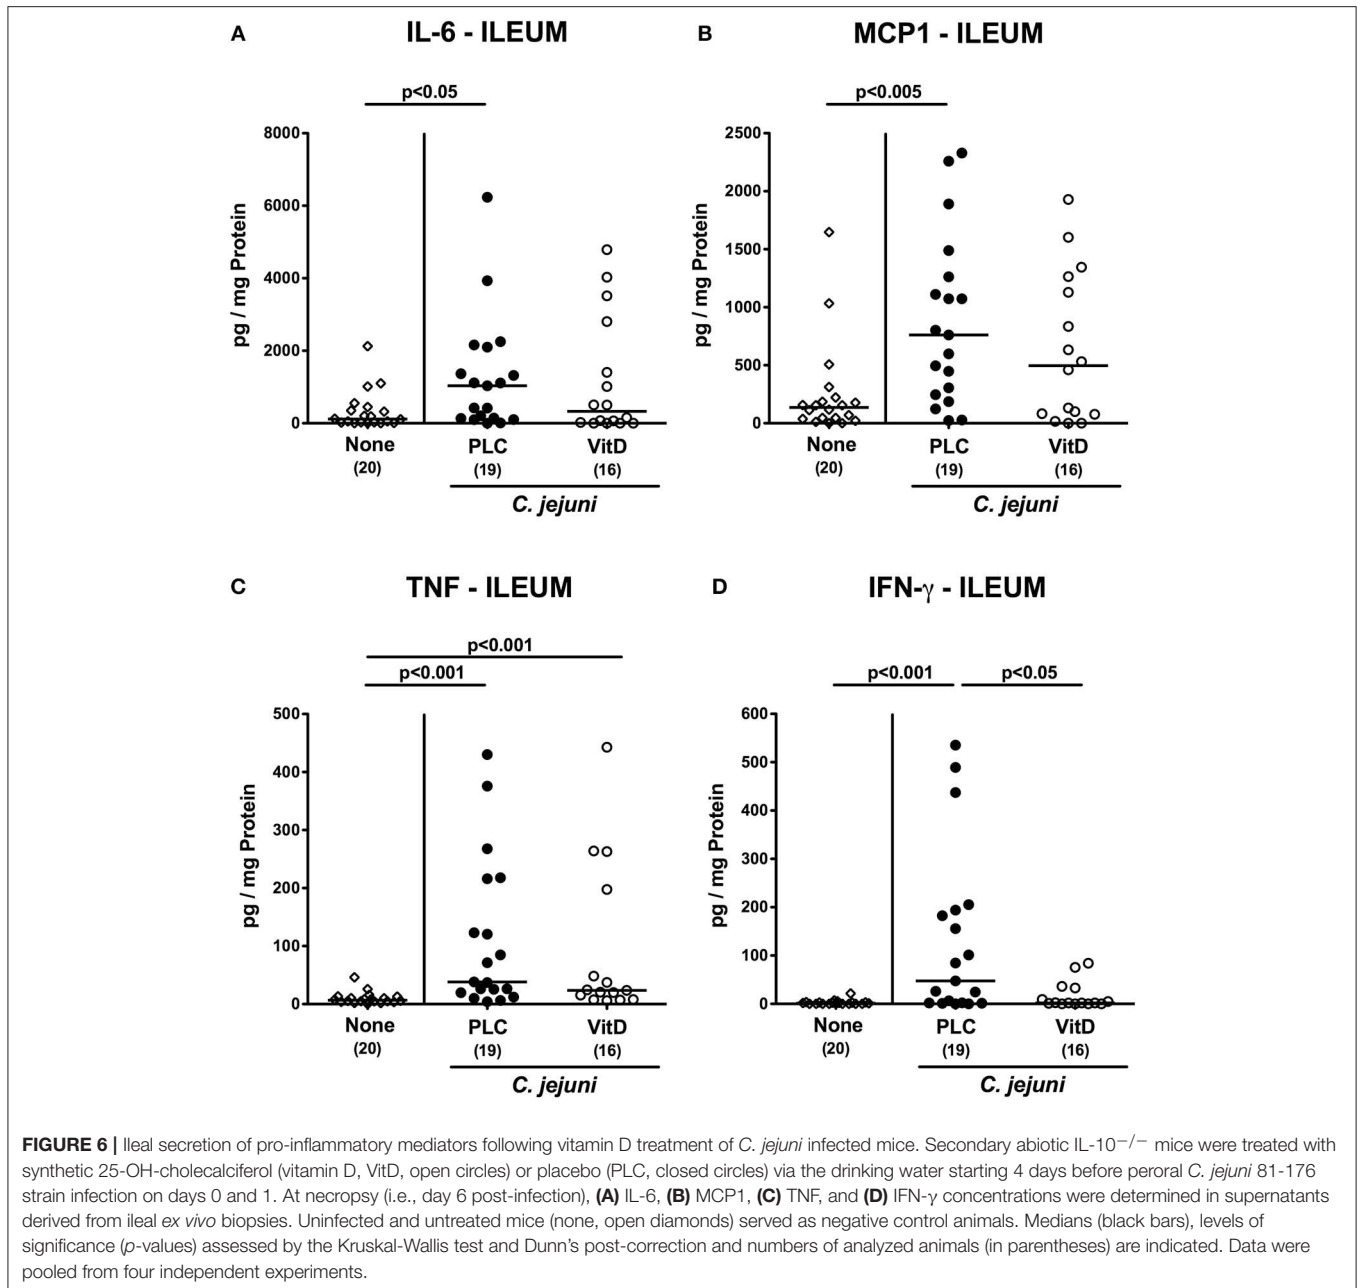 A IL-6 - ILEUM
p<0.05
8000
6000
4000
2000
0
pg / mg Protein
None PLC VitD
(20) (19) (16)
C. jejuni
B MCP1 - ILEUM
p<0.005
2500
2000
1500
1000
500
0
pg / mg Protein
None PLC VitD
(20) (19) (16)
C. jejuni
C TNF - ILEUM
p<0.001
p<0.001
500
400
300
200
100
0
pg / mg Protein
None PLC VitD
(20) (19) (16)
C. jejuni
D IFN-γ - ILEUM
p<0.001 p<0.05
600
500
400
300
200
100
0
pg / mg Protein
None PLC VitD
(20) (19) (16)
C. jejuni
FIGURE 6 | Ileal secretion of pro-inflammatory mediators following vitamin D treatment of C. jejuni infected mice. Secondary abiotic IL-10−/− mice were treated with
synthetic 25-OH-cholecalciferol (vitamin D, VitD, open circles) or placebo (PLC, closed circles) via the drinking water starting 4 days before peroral C. jejuni 81-176
strain infection on days 0 and 1. At necropsy (i.e., day 6 post-infection), (A) IL-6, (B) MCP1, (C) TNF, and (D) IFN-γ concentrations were determined in supernatants
derived from ileal ex vivo biopsies. Uninfected and untreated mice (none, open diamonds) served as negative control animals. Medians (black bars), levels of
significance (p-values) assessed by the Kruskal-Wallis test and Dunn's post-correction and numbers of analyzed animals (in parentheses) are indicated. Data were
pooled from four independent experiments.